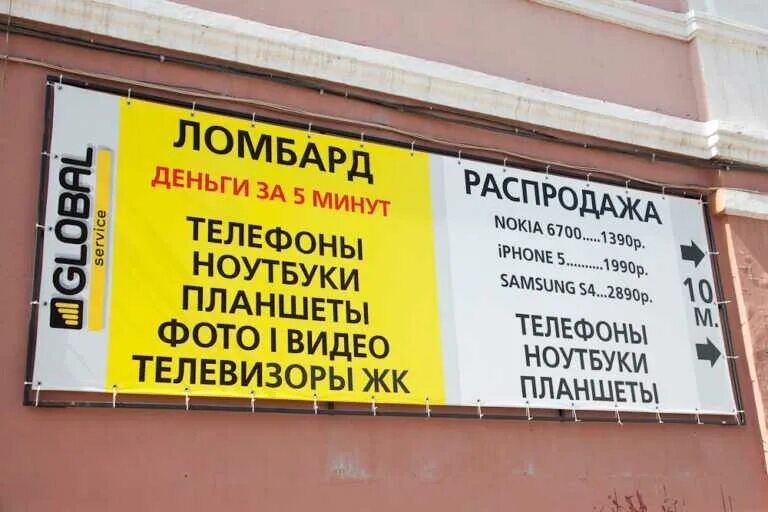 GLOBAL
service
ЛОМБАРД
ДЕНЬГИ ЗА 5 МИНУТ
ТЕЛЕФОНЫ
НОУТБУКИ
ПЛАНШЕТЫ
ФОТО I ВИДЕО
ТЕЛЕВИЗОРЫ ЖК
РАСПРОДАЖА
NOKIA 6700.....1390р.
iPHONE 5..........1990р.
SAMSUNG S4...2890р.
ТЕЛЕФОНЫ
НОУТБУКИ
ПЛАНШЕТЫ
10
М.